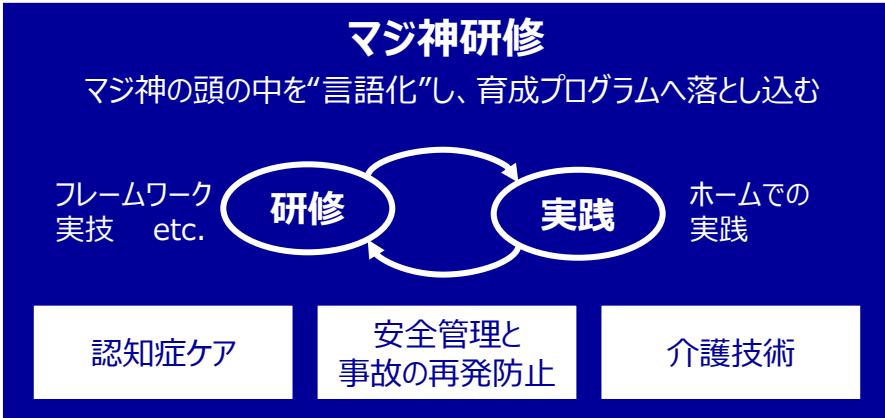 マジ神研修
マジ神の頭の中を“言語化”し、育成プログラムへ落とし込む
フレームワーク
実技　etc.
研修
実践
ホームでの
実践
認知症ケア
安全管理と
事故の再発防止
介護技術